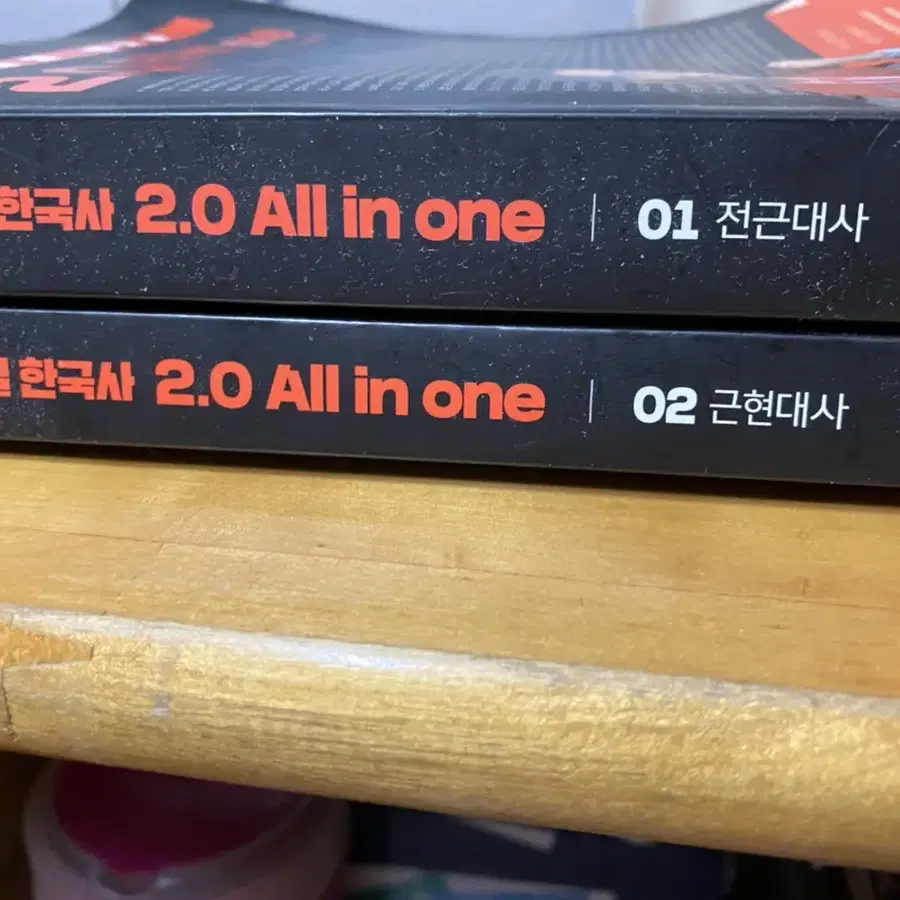 한국사 2.0 All in one | 01 전근대사
한국사 2.0 All in one | 02 근현대사